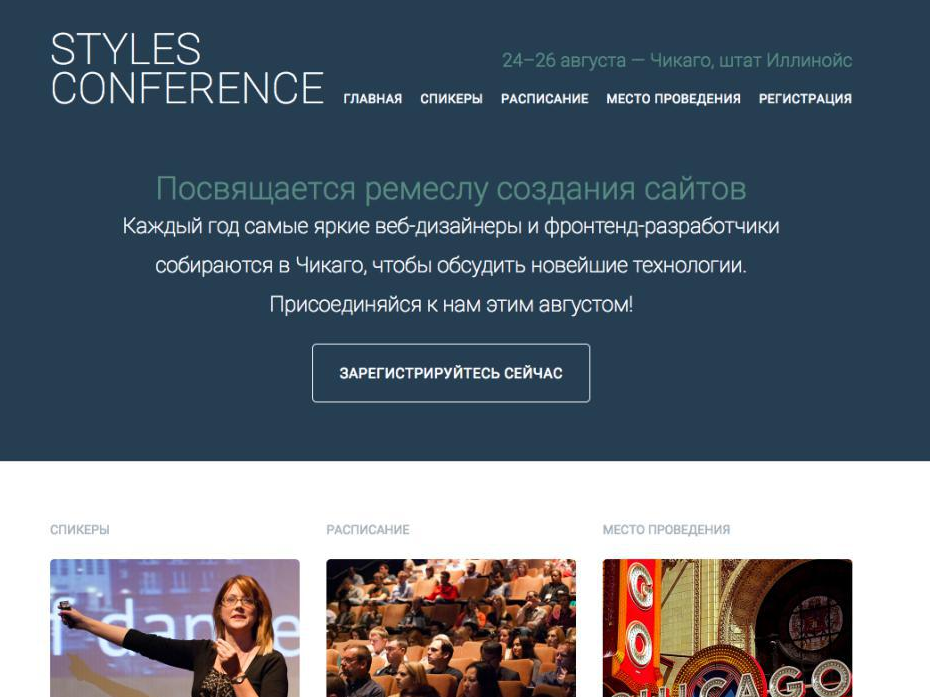 STYLES
CONFERENCE
24–26 августа — Чикаго, штат Иллинойс
ГЛАВНАЯ СПИКЕРЫ РАСПИСАНИЕ МЕСТО ПРОВЕДЕНИЯ РЕГИСТРАЦИЯ
Посвящается ремеслу создания сайтов
Каждый год самые яркие веб-дизайнеры и фронтенд-разработчики
собираются в Чикаго, чтобы обсудить новейшие технологии.
Присоединяйся к нам этим августом!
ЗАРЕГИСТРИРУЙТЕСЬ СЕЙЧАС
СПИКЕРЫ РАСПИСАНИЕ МЕСТО ПРОВЕДЕНИЯ